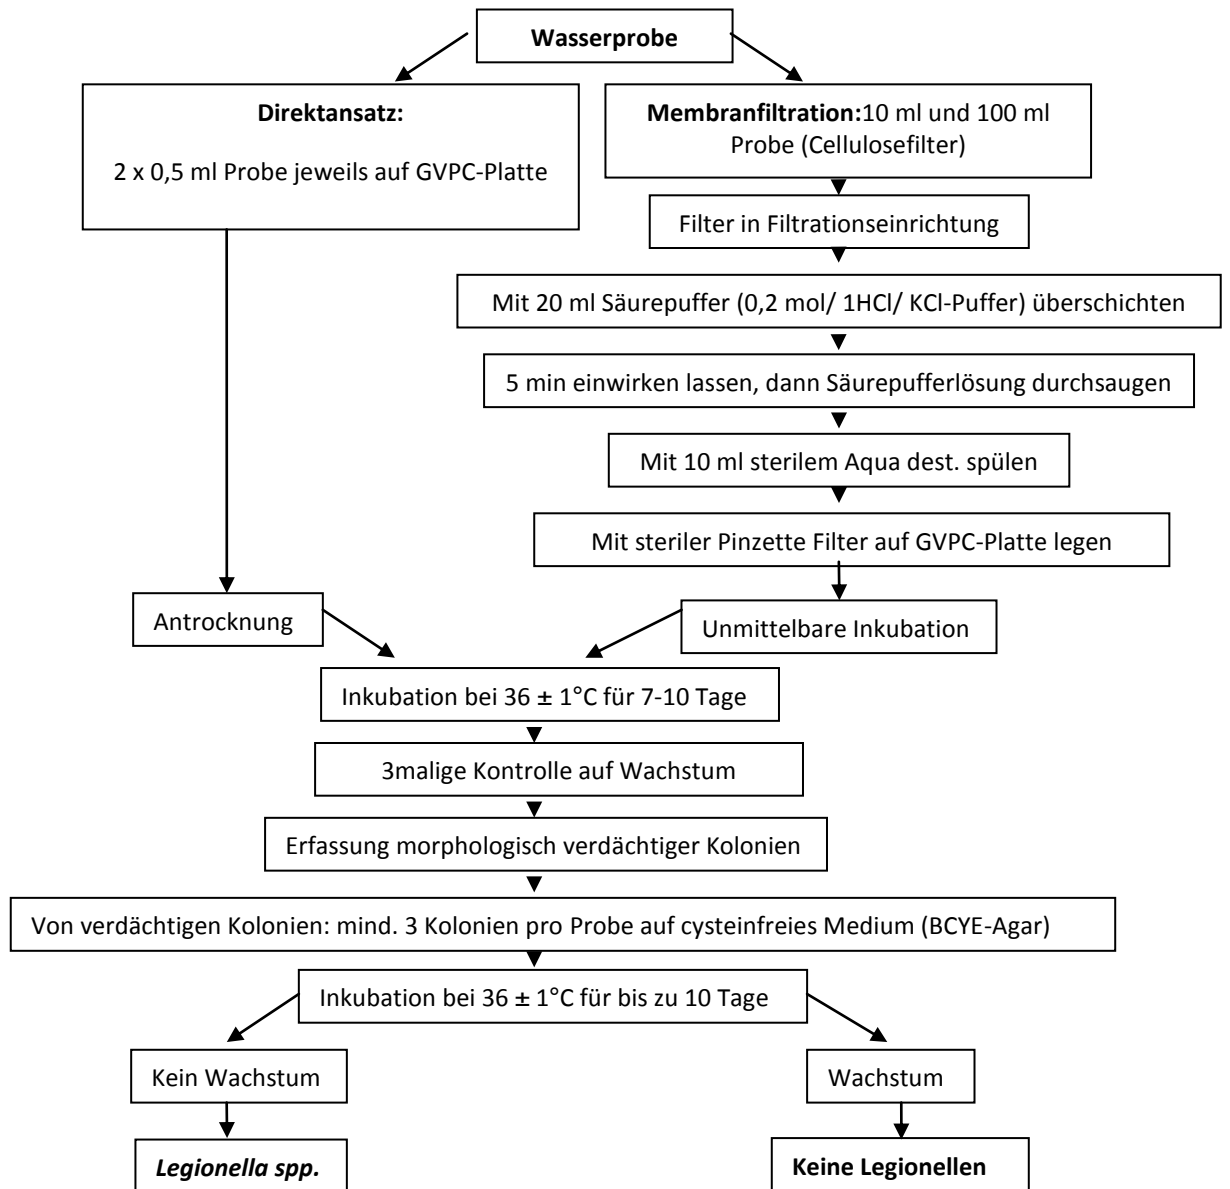 Wasserprobe
Direktansatz:
2 x 0,5 ml Probe jeweils auf GVPC-Platte
Membranfiltration:10 ml und 100 ml
Probe (Cellulosefilter)
Filter in Filtrationseinrichtung
Mit 20 ml Säurepuffer (0,2 mol/ 1HCl/ KCl-Puffer) überschichten
5 min einwirken lassen, dann Säurepufferlösung durchsaugen
Mit 10 ml sterilem Aqua dest. spülen
Mit steriler Pinzette Filter auf GVPC-Platte legen
Antrocknung
Unmittelbare Inkubation
Inkubation bei 36 ± 1°C für 7-10 Tage
3malige Kontrolle auf Wachstum
Erfassung morphologisch verdächtiger Kolonien
Von verdächtigen Kolonien: mind. 3 Kolonien pro Probe auf cysteinfreies Medium (BCYE-Agar)
Inkubation bei 36 ± 1°C für bis zu 10 Tage
Kein Wachstum
Wachstum
Legionella spp.
Keine Legionellen